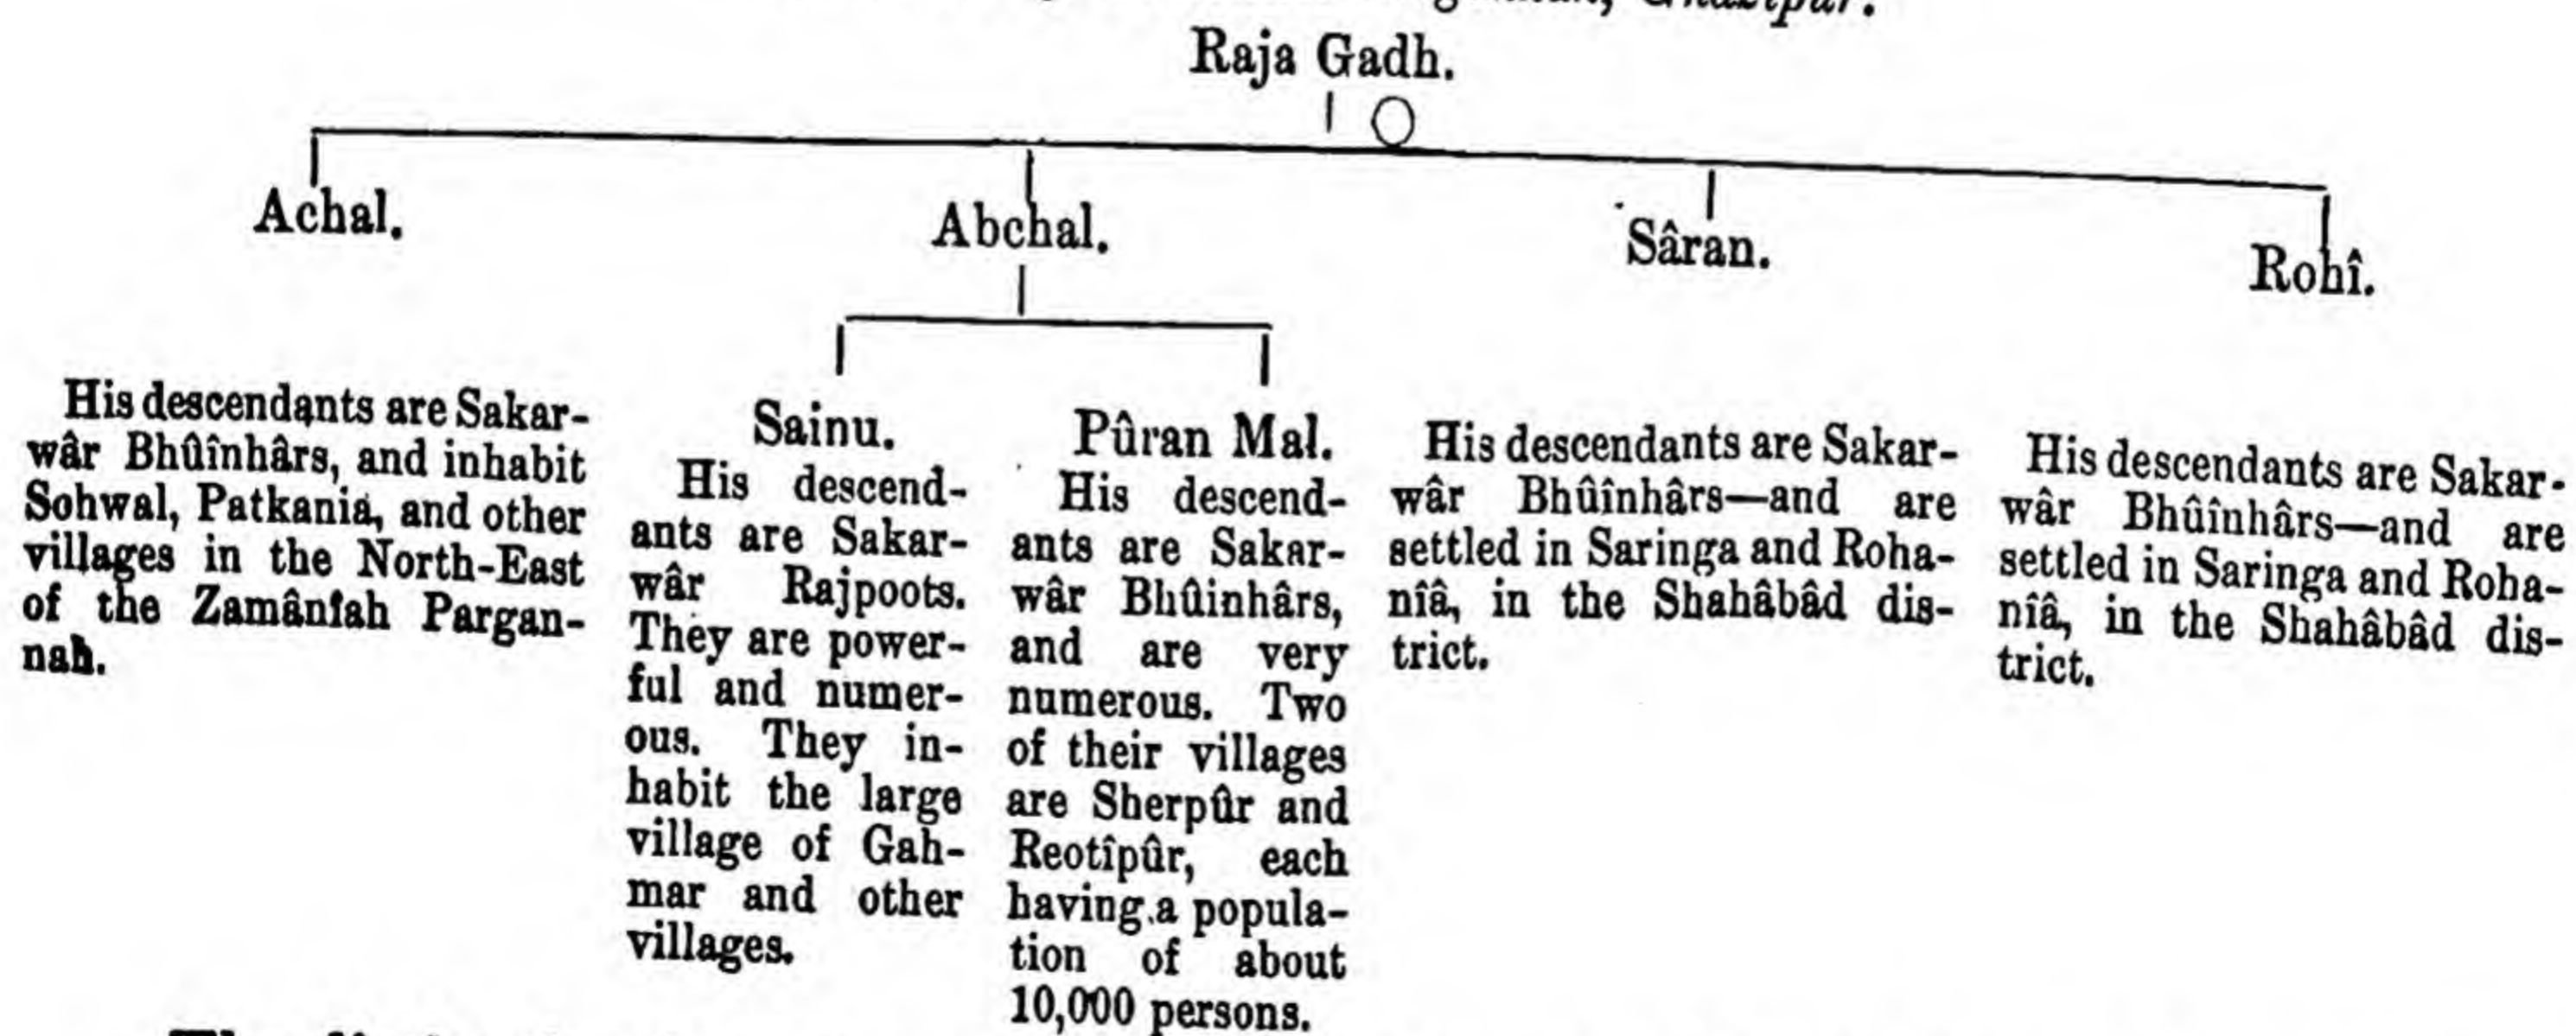 Ghazipur.
Raja Gadh.
Achal.
Abchal.
Sâran.
Rohî.
His descendants are Sakar-
wâr Bhûînhârs, and inhabit
Sohwal, Patkania, and other
villages in the North-East
of the Zamânîah Pargan-
nah.
Sainu.
His descend-
ants are Sakar-
wâr Rajpoots.
They are power-
ful and numer-
ous. They in-
habit the large
village of Gah-
mar and other
villages.
Pûran Mal.
His descend-
ants are Sakar-
wâr Bhûinhârs,
and are very
numerous. Two
of their villages
are Sherpûr and
Reotîpûr, each
having a popula-
tion of about
10,000 persons.
His descendants are Sakar-
wâr Bhûînhârs—and are
settled in Saringa and Roha-
nîâ, in the Shahâbâd dis-
trict.
His descendants are Sakar-
wâr Bhûînhârs—and are
settled in Saringa and Roha-
nîâ, in the Shahâbâd dis-
trict.